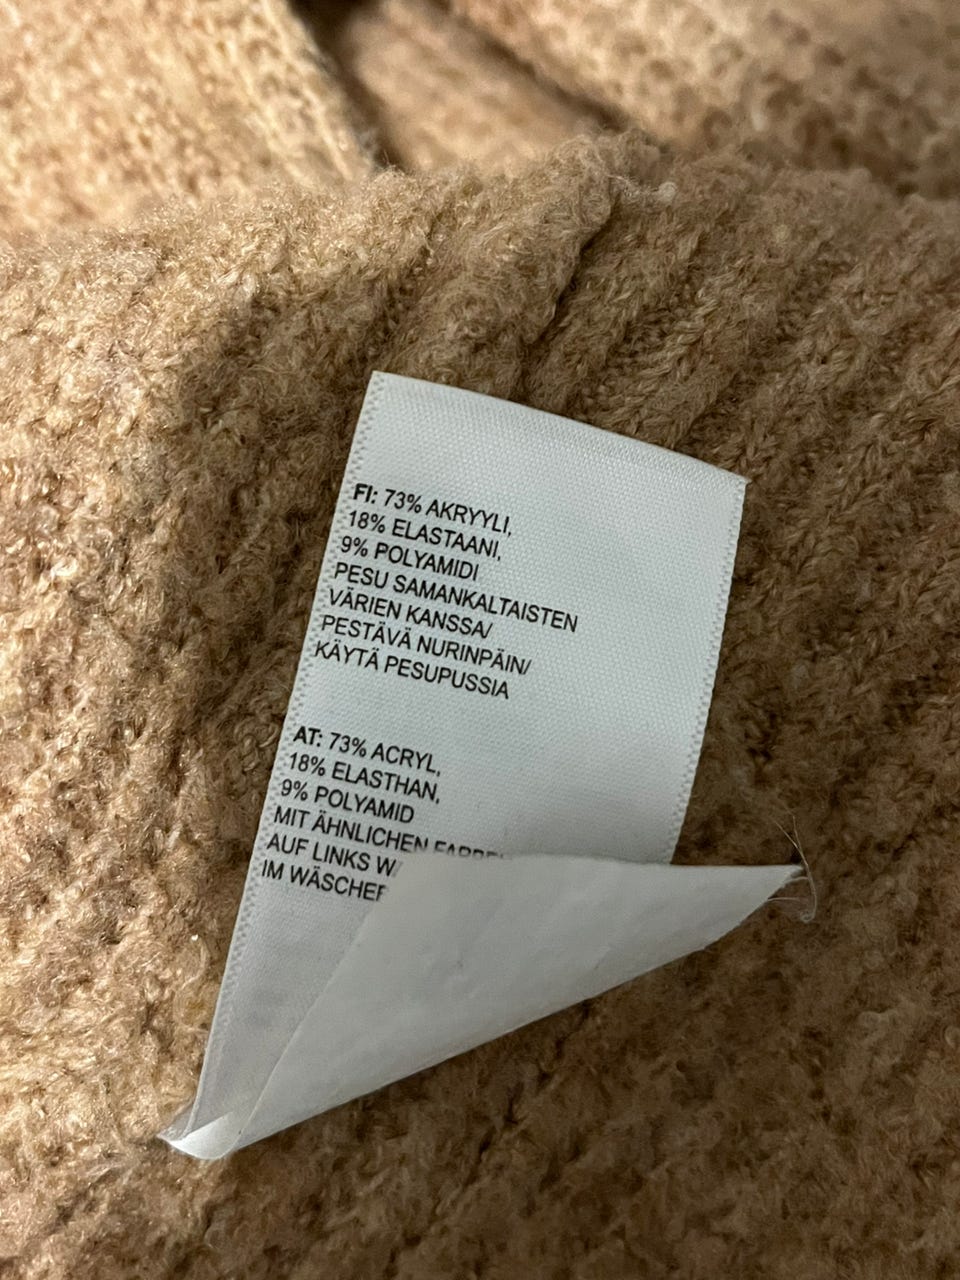 FI: 73% AKRYYLI,
18% ELASTAANI,
9% POLYAMIDI
PESU SAMANKALTAISTEN
VÄRIEN KANSSA/
PESTÄVÄ NURINPÄIN/
KÄYTÄ PESUPUSSIA
AT: 73% ACRYL,
18% ELASTHAN,
9% POLYAMID
MIT ÄHNLICHEN
AUF LINKS
IM